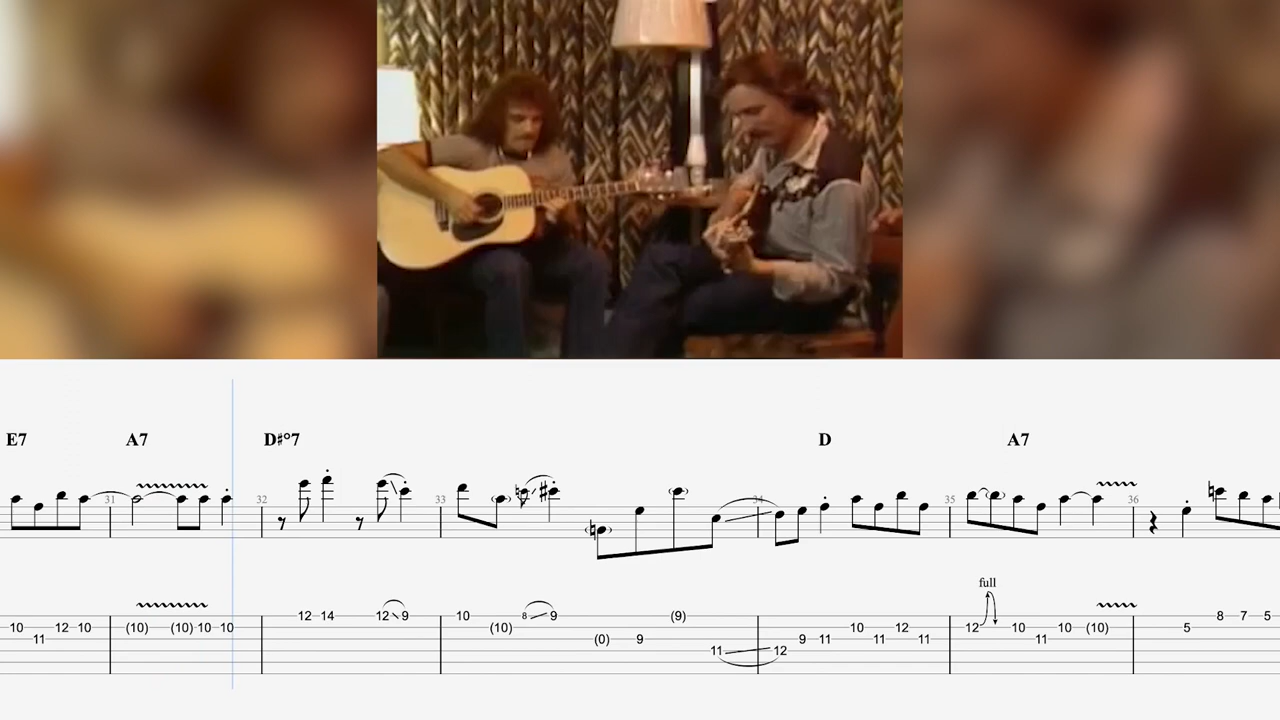 E7 A7 D♯°7 D A7
31 32 33 34 35 36
full
12 14 12 9 10 8 9 (9) 8 7 5
10 12 10 (10) (10) 10 10 (10) 10 12 12 10 10 (10) 5
11 (0) 9 9 11 11 11 11
11 12